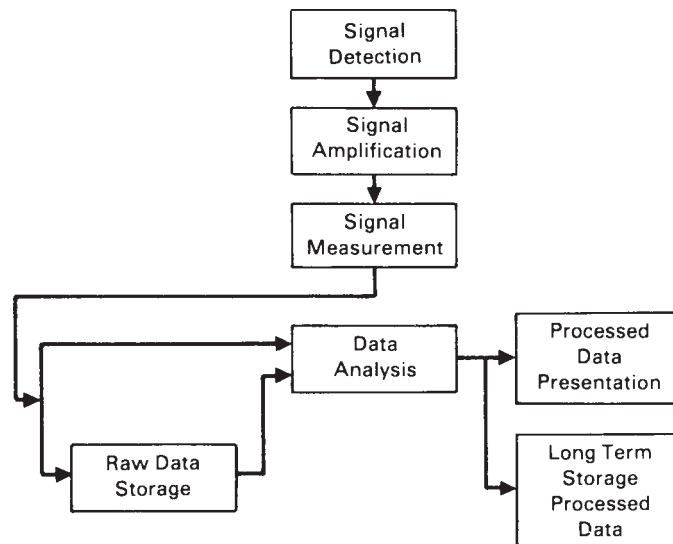 Signal
Detection
Signal
Amplification
Signal
Measurement
Data
Analysis
Processed
Data
Presentation
Raw Data
Storage
Long Term
Storage
Processed
Data